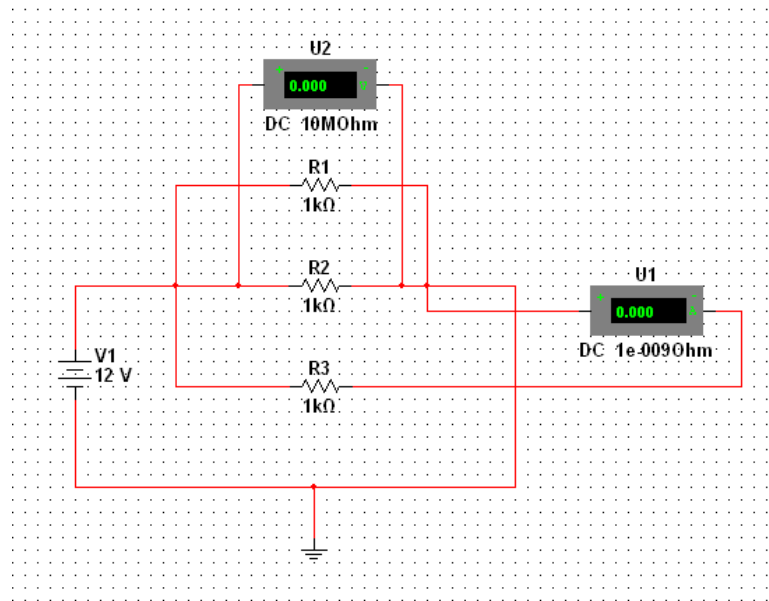 U2
+ -
0.000 V
DC 10MOhm
R1
1kΩ
R2
1kΩ
U1
+ -
0.000 A
DC 1e-009Ohm
V1
12 V
R3
1kΩ